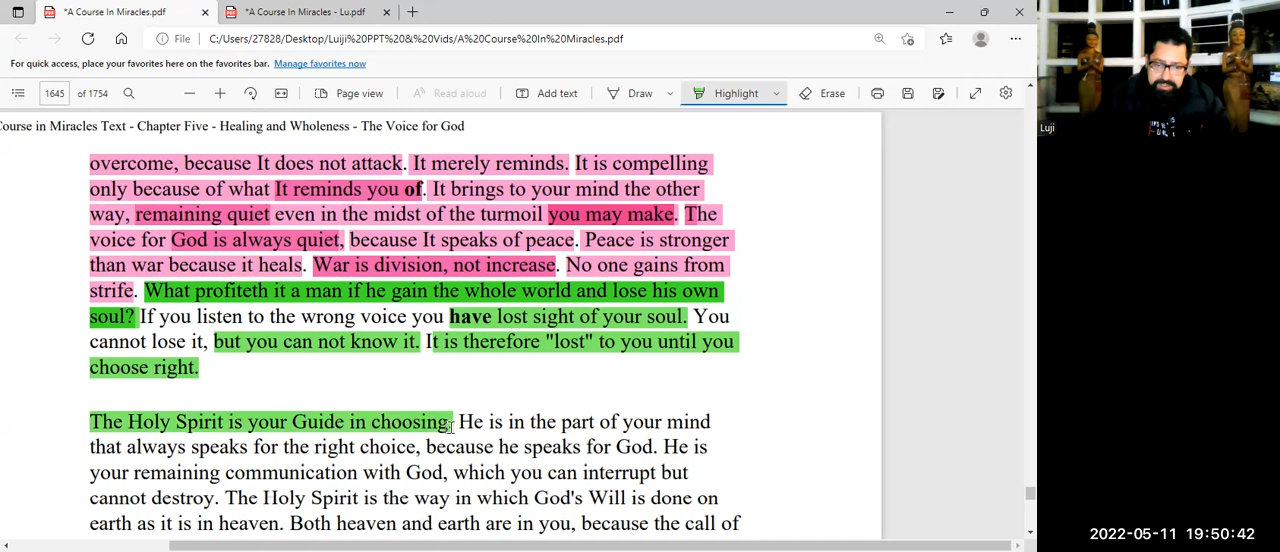 *A Course In Miracles.pdf
*A Course In Miracles - Lu.pdf
File
C:/Users/27828/Desktop/Luiji%20PPT%20&%20Vids/A%20Course%20In%20Miracles.pdf
For quick access, place your favorites here on the favorites bar. Manage favorites now
1645 of 1754
Page view
Read aloud
Add text
Draw
Highlight
Erase
Course in Miracles Text - Chapter Five - Healing and Wholeness - The Voice for God
overcome, because It does not attack. It merely reminds. It is compelling
only because of what It reminds you of. It brings to your mind the other
way, remaining quiet even in the midst of the turmoil you may make. The
voice for God is always quiet, because It speaks of peace. Peace is stronger
than war because it heals. War is division, not increase. No one gains from
strife. What profiteth it a man if he gain the whole world and lose his own
soul? If you listen to the wrong voice you have lost sight of your soul. You
cannot lose it, but you can not know it. It is therefore "lost" to you until you
choose right.
The Holy Spirit is your Guide in choosing. He is in the part of your mind
that always speaks for the right choice, because he speaks for God. He is
your remaining communication with God, which you can interrupt but
cannot destroy. The Holy Spirit is the way in which God's Will is done on
earth as it is in heaven. Both heaven and earth are in you, because the call of
Luji
2022-05-11 19:50:42